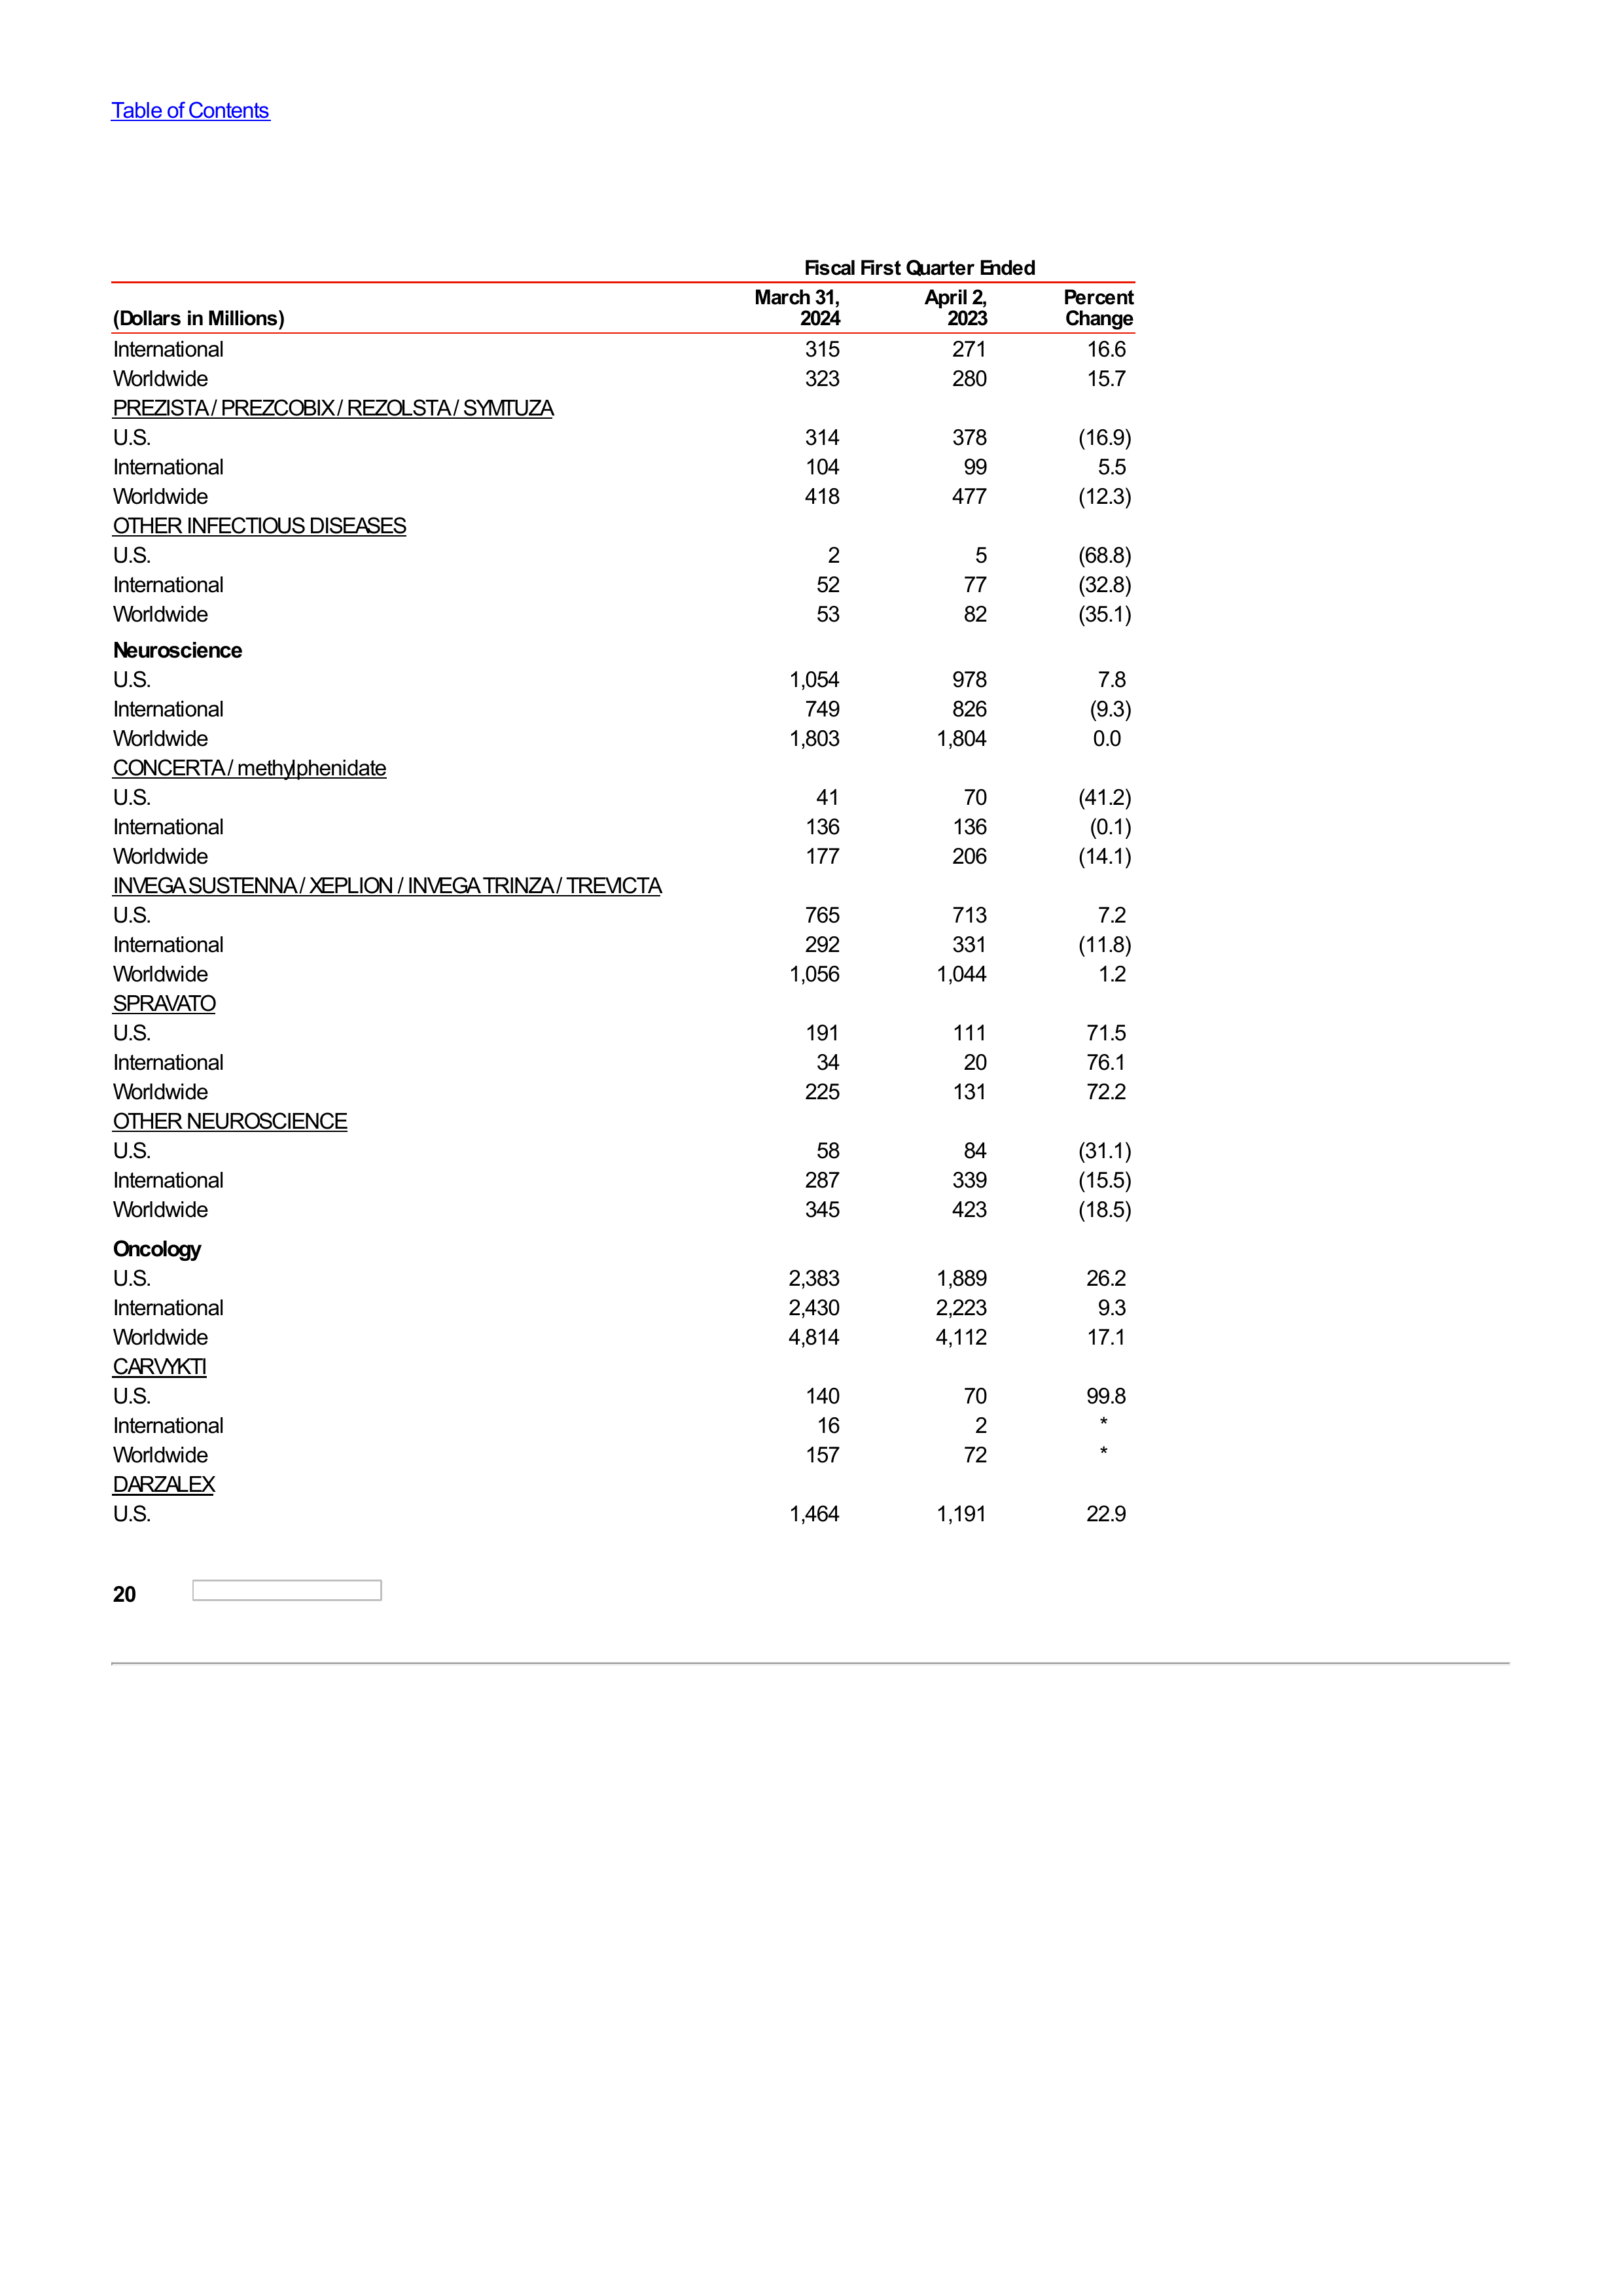 Table of Contents
Fiscal First Quarter Ended
(Dollars in Millions) March 31, 2024 April 2, 2023 Percent Change
International 315 271 16.6
Worldwide 323 280 15.7
PREZISTA / PREZCOBIX / REZOLSTA / SYMTUZA
U.S. 314 378 (16.9)
International 104 99 5.5
Worldwide 418 477 (12.3)
OTHER INFECTIOUS DISEASES
U.S. 2 5 (68.8)
International 52 77 (32.8)
Worldwide 53 82 (35.1)
Neuroscience
U.S. 1,054 978 7.8
International 749 826 (9.3)
Worldwide 1,803 1,804 0.0
CONCERTA / methylphenidate
U.S. 41 70 (41.2)
International 136 136 (0.1)
Worldwide 177 206 (14.1)
INVEGA SUSTENNA / XEPLION / INVEGA TRINZA / TREVICTA
U.S. 765 713 7.2
International 292 331 (11.8)
Worldwide 1,056 1,044 1.2
SPRAVATO
U.S. 191 111 71.5
International 34 20 76.1
Worldwide 225 131 72.2
OTHER NEUROSCIENCE
U.S. 58 84 (31.1)
International 287 339 (15.5)
Worldwide 345 423 (18.5)
Oncology
U.S. 2,383 1,889 26.2
International 2,430 2,223 9.3
Worldwide 4,814 4,112 17.1
CARVYKTI
U.S. 140 70 99.8
International 16 2 *
Worldwide 157 72 *
DARZALEX
U.S. 1,464 1,191 22.9
20